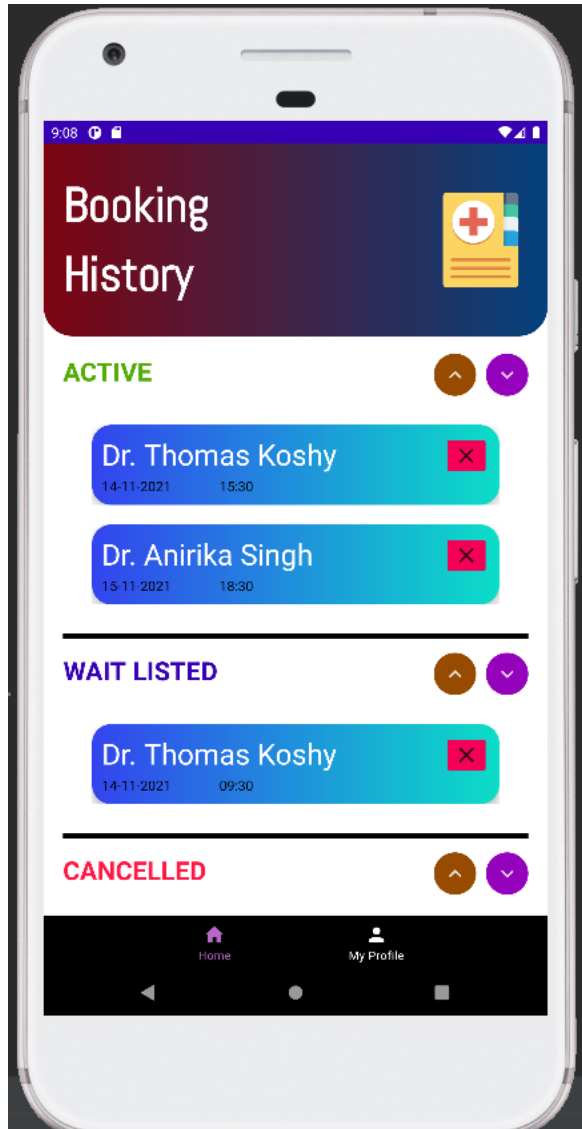 9:08
Booking
History
ACTIVE
Dr. Thomas Koshy
14-11-2021 15:30
Dr. Anirika Singh
15-11-2021 18:30
WAIT LISTED
Dr. Thomas Koshy
14-11-2021 09:30
CANCELLED
Home My Profile